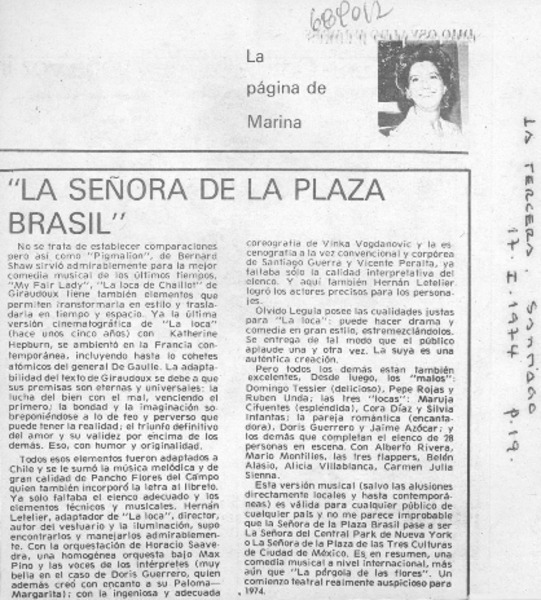 6BP012
La
página de
Marina
LA TERCERA. Santiago
17. I. 1974 p. 19.
"LA SEÑORA DE LA PLAZA
BRASIL"
No se trata de establecer comparaciones
pero así como "Pigmalion", de Bernard
Shaw sirvió admirablemente para la mejor
comedia musical de los últimos tiempos,
"My Fair Lady", "La loca de Chaillot" de
Giraudoux tiene también elementos que
permiten transformarla en estilo y trasla-
darla en tiempo y espacio. Ya la última
versión cinematográfica de "La loca"
(hace unos cinco años) con Katherine
Hepburn, se ambientó en la Francia con-
temporánea, incluyendo hasta lo cohetes
atómicos del general De Gaulle. La adapta-
bilidad del texto de Giraudoux se debe a que
sus premisas son eternas y universales: la
lucha del bien con el mal, venciendo el
primero; la bondad y la imaginación so-
breponiéndose a lo de feo y perverso que
puede tener la realidad; el triunfo definitivo
del amor y su validez por encima de los
demás. Eso, con humor y originalidad.
Todos esos elementos fueron adaptados a
Chile y se le sumó la música melódica y de
gran calidad de Pancho Flores del Campo
quien también incorporó la letra al libreto.
Ya solo faltaba el elenco adecuado y los
elementos técnicos y musicales. Hernán
Letelier, adaptador de "La loca", director,
autor del vestuario y la iluminación, supo
encontrarlos y manejarlos admirablemen-
te. Con la orquestación de Horacio Saave-
dra, una homogénea orquesta bajo Max
Pino y las voces de los intérpretes (muy
bella en el caso de Doris Guerrero, quien
además creó con encanto a su Paloma—
Margarita); con la ingeniosa y adecuada
coreografía de Vinka Vogdanovic y la es-
cenografía a la vez convencional y corpórea
de Santiago Guerra y Vicente Peralta, ya
faltaba sólo la calidad interpretativa del
elenco. Y aquí también Hernán Letelier
logró los actores precisos para los persona-
jes.
Olvido Leguía posee las cualidades justas
para "La loca": puede hacer drama y
comedia en gran estilo, estremezclándolos.
Se entrega de tal modo que el público
aplaude una y otra vez. La suya es una
auténtica creación.
Pero todos los demás están también
excelentes. Desde luego, los "malos":
Domingo Tessier (delicioso), Pepe Rojas y
Ruben Unda; las tres "locas": Maruja
Cifuentes (espléndida), Cora Díaz y Silvia
Infantas; la pareja romántica (encanta-
dora), Doris Guerrero y Jaime Azócar; y
los demás que completan el elenco de 28
personas en escena. Con Alberto Rivera,
Mario Montilles, las tres flappers, Belén
Alasio, Alicia Villablanca, Carmen Julia
Sienna.
Esta versión musical (salvo las alusiones
directamente locales y hasta contemporá-
neas) es válida para cualquier público de
cualquier país y no me parece improbable
que la Señora de la Plaza Brasil pase a ser
La Señora del Central Park de Nueva York
o La Señora de la Plaza de las Tres Culturas
de Ciudad de México. Es en resumen, una
comedia musical a nivel internacional, más
aún que "La pérgola de las flores". Un
comienzo teatral realmente auspicioso para
1974.